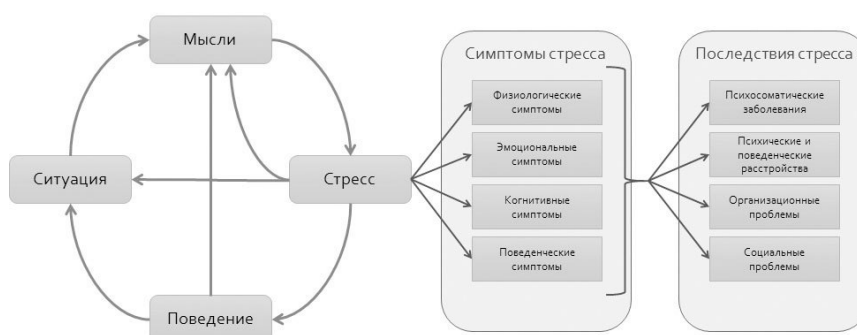 Мысли
Ситуация
Стресс
Поведение
Симптомы стресса
Физиологические
симптомы
Эмоциональные
симптомы
Когнитивные
симптомы
Поведенческие
симптомы
Последствия стресса
Психосоматические
заболевания
Психические и
поведенческие
расстройства
Организационные
проблемы
Социальные
проблемы